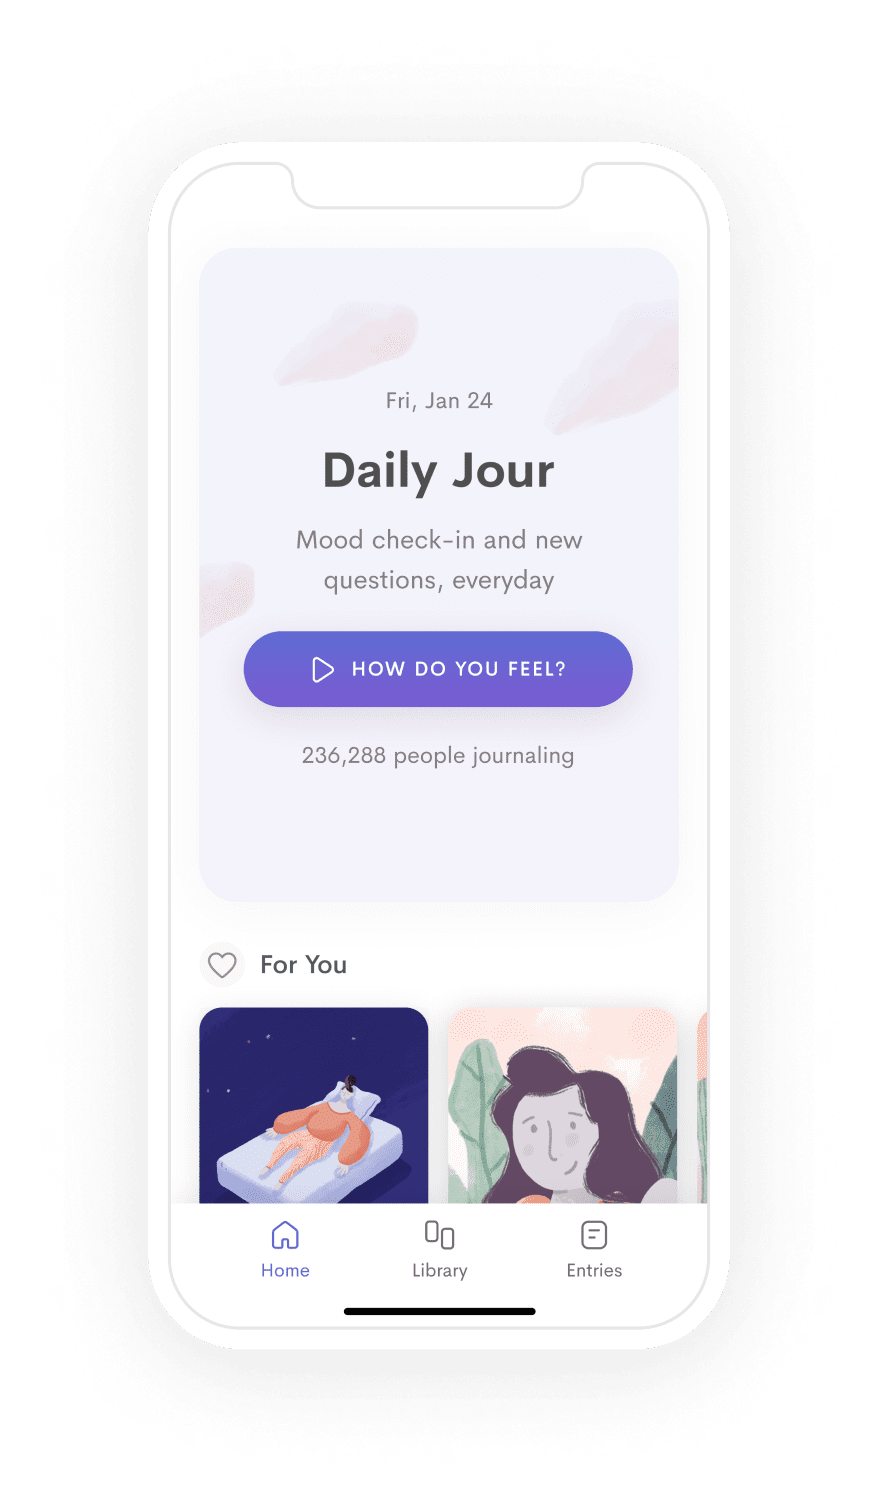 Fri, Jan 24
Daily Jour
Mood check-in and new
questions, everyday
HOW DO YOU FEEL?
236,288 people journaling
For You
Home
Library
Entries